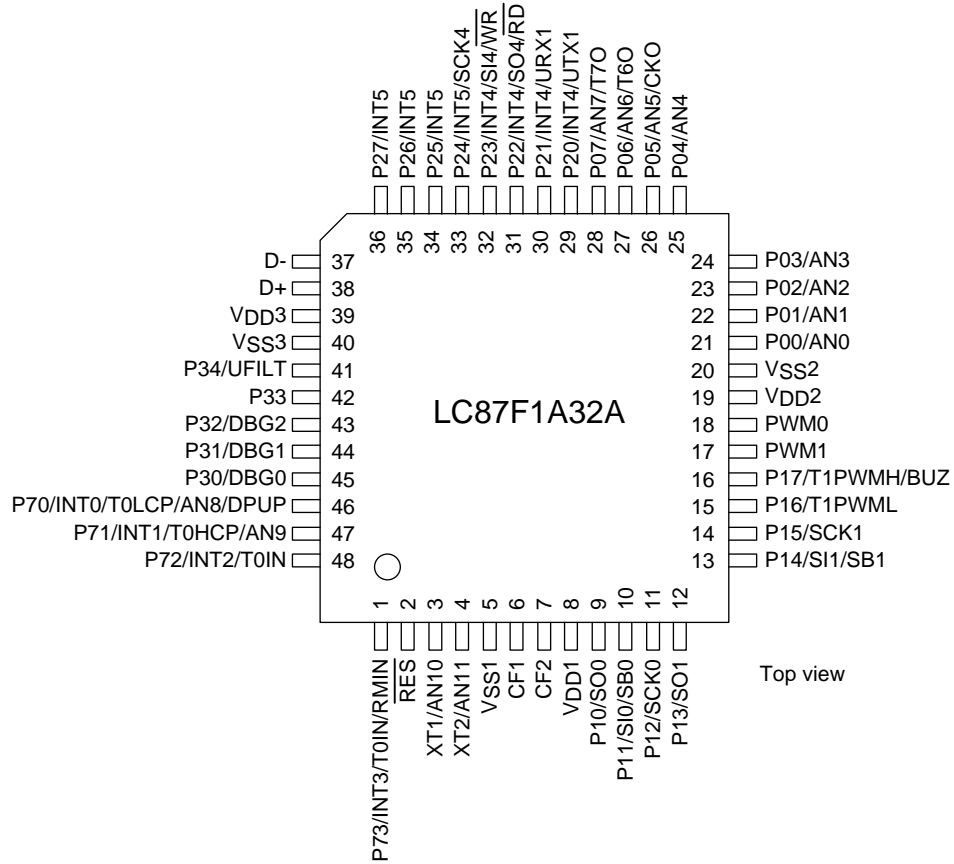 P27/INT5
P26/INT5
P25/INT5
P24/INT5/SCK4
P23/INT4/SI4/WR
P22/INT4/SO4/RD
P21/INT4/URX1
P20/INT4/UTX1
P07/AN7/T7O
P06/AN6/T6O
P05/AN5/CKO
P04/AN4
36 35 34 33 32 31 30 29 28 27 26 25
D- 37
D+ 38
VDD3 39
VSS3 40
P34/UFILT 41
P33 42
P32/DBG2 43
P31/DBG1 44
P30/DBG0 45
P70/INT0/T0LCP/AN8/DPUP 46
P71/INT1/T0HCP/AN9 47
P72/INT2/T0IN 48
LC87F1A32A
24 P03/AN3
23 P02/AN2
22 P01/AN1
21 P00/AN0
20 VSS2
19 VDD2
18 PWM0
17 PWM1
16 P17/T1PWMH/BUZ
15 P16/T1PWML
14 P15/SCK1
13 P14/SI1/SB1
1 2 3 4 5 6 7 8 9 10 11 12
P73/INT3/T0IN/RMIN
RES
XT1/AN10
XT2/AN11
VSS1
CF1
CF2
VDD1
P10/SO0
P11/SI0/SB0
P12/SCK0
P13/SO1
Top view